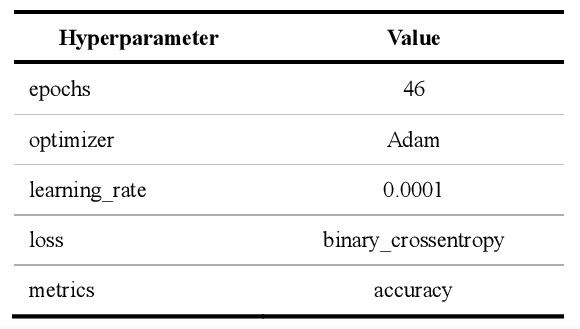 Hyperparameter Value
epochs 46
optimizer Adam
learning_rate 0.0001
loss binary_crossentropy
metrics accuracy